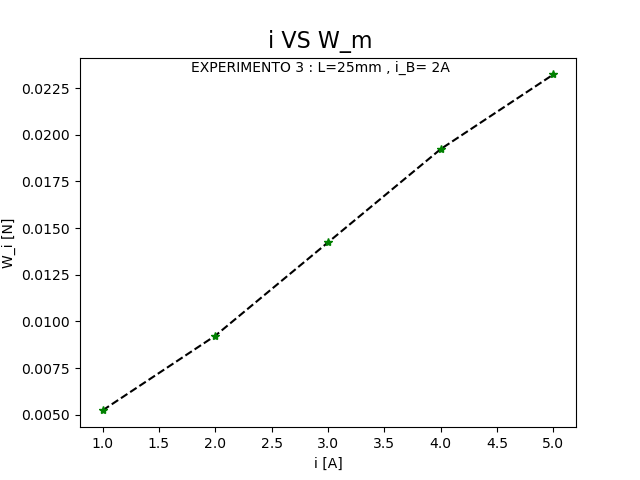 i VS W_m
EXPERIMENTO 3 : L=25mm , i_B= 2A
0.0225
0.0200
0.0175
0.0150
0.0125
0.0100
0.0075
0.0050
W_i [N]
1.0 1.5 2.0 2.5 3.0 3.5 4.0 4.5 5.0
i [A]